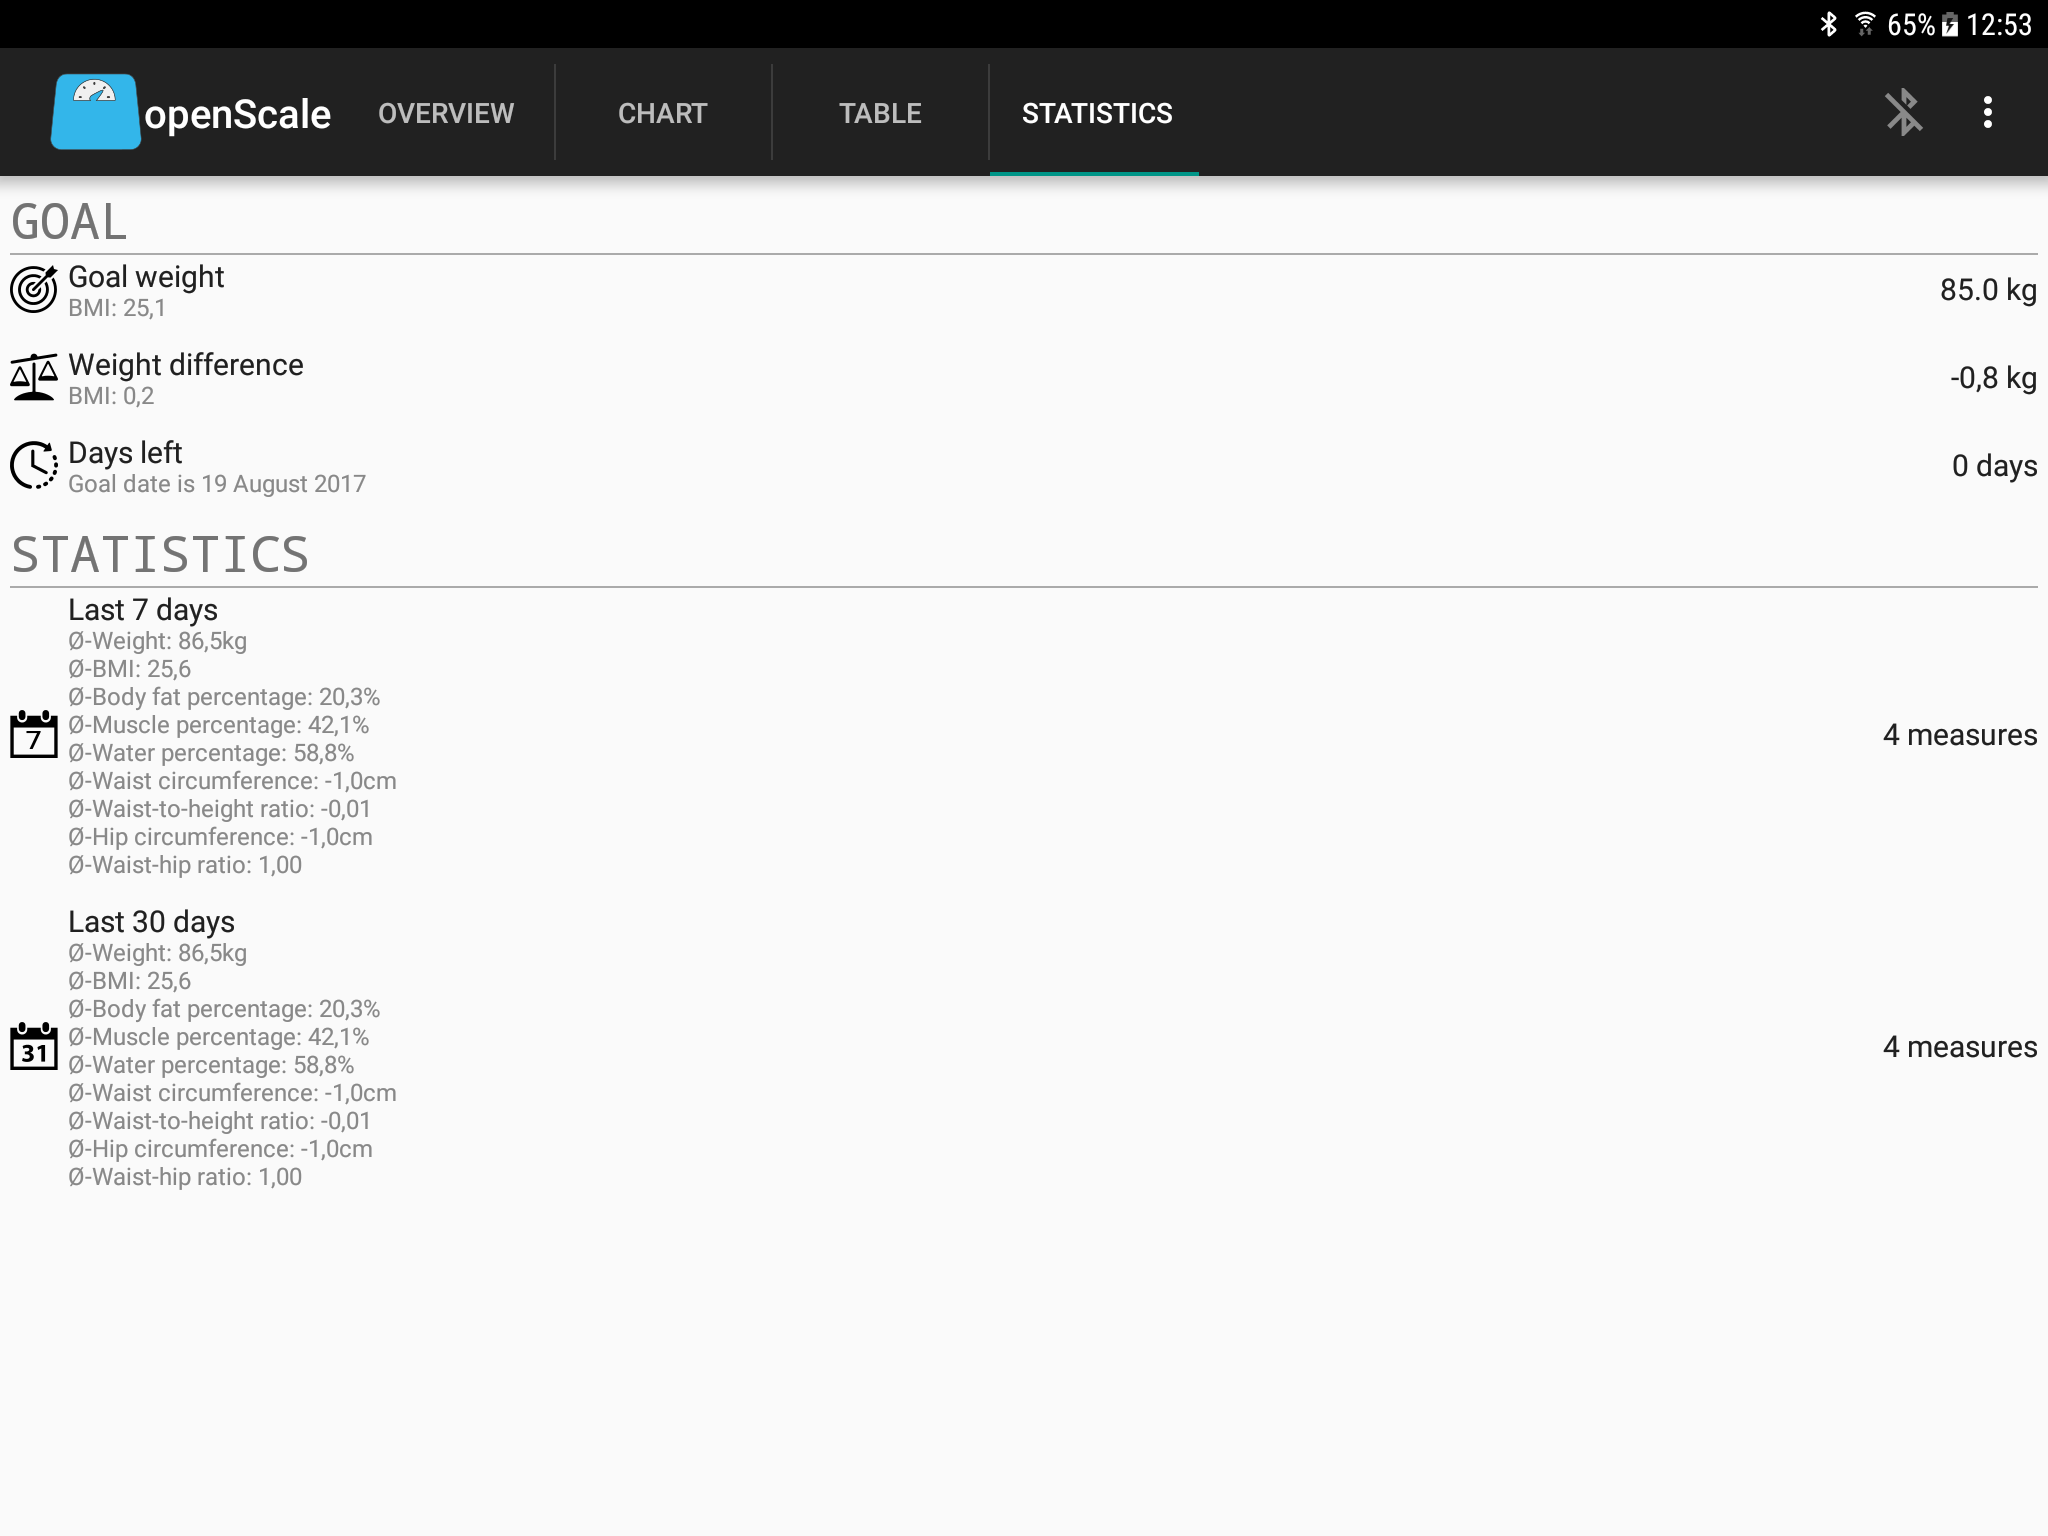 65% 12:53
openScale OVERVIEW CHART TABLE STATISTICS
GOAL
Goal weight
BMI: 25,1
85.0 kg
Weight difference
BMI: 0,2
-0,8 kg
Days left
Goal date is 19 August 2017
0 days
STATISTICS
Last 7 days
Ø-Weight: 86,5kg
Ø-BMI: 25,6
Ø-Body fat percentage: 20,3%
Ø-Muscle percentage: 42,1%
7
4 measures
Ø-Water percentage: 58,8%
Ø-Waist circumference: -1,0cm
Ø-Waist-to-height ratio: -0,01
Ø-Hip circumference: -1,0cm
Ø-Waist-hip ratio: 1,00
Last 30 days
Ø-Weight: 86,5kg
Ø-BMI: 25,6
Ø-Body fat percentage: 20,3%
Ø-Muscle percentage: 42,1%
31
4 measures
Ø-Water percentage: 58,8%
Ø-Waist circumference: -1,0cm
Ø-Waist-to-height ratio: -0,01
Ø-Hip circumference: -1,0cm
Ø-Waist-hip ratio: 1,00